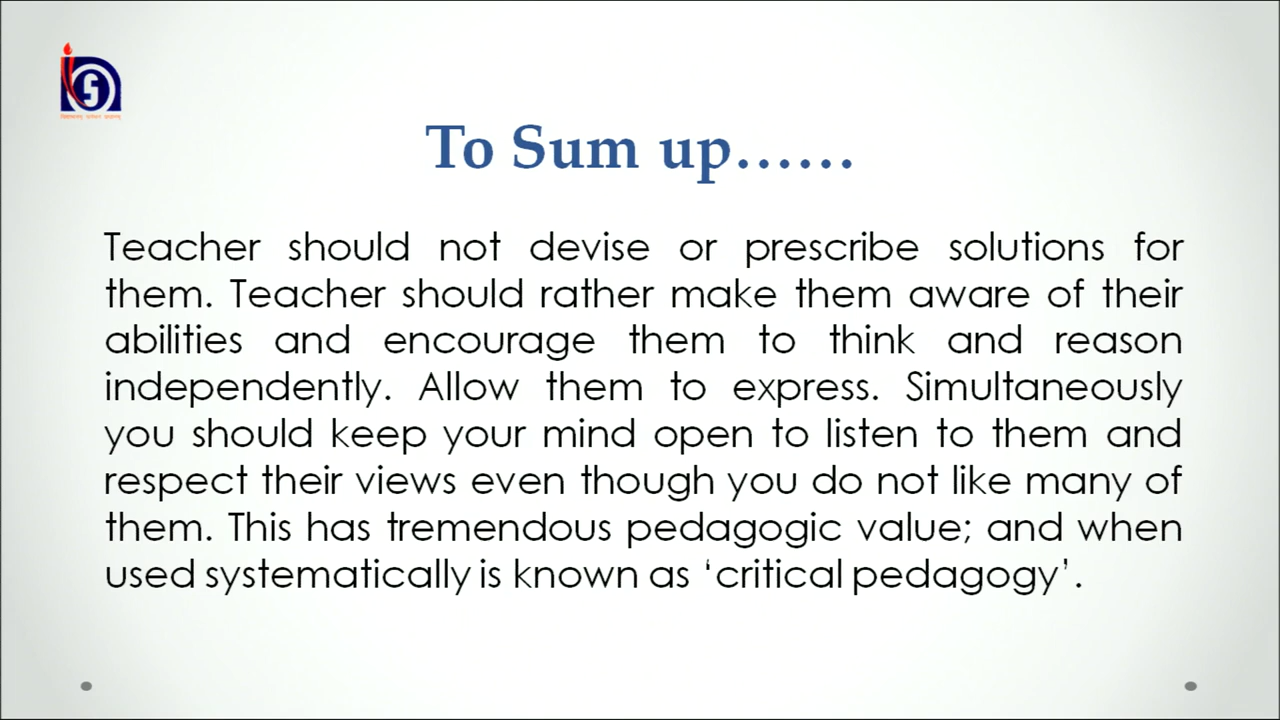 To Sum up......
Teacher should not devise or prescribe solutions for
them. Teacher should rather make them aware of their
abilities and encourage them to think and reason
independently. Allow them to express. Simultaneously
you should keep your mind open to listen to them and
respect their views even though you do not like many of
them. This has tremendous pedagogic value; and when
used systematically is known as ‘critical pedagogy’.